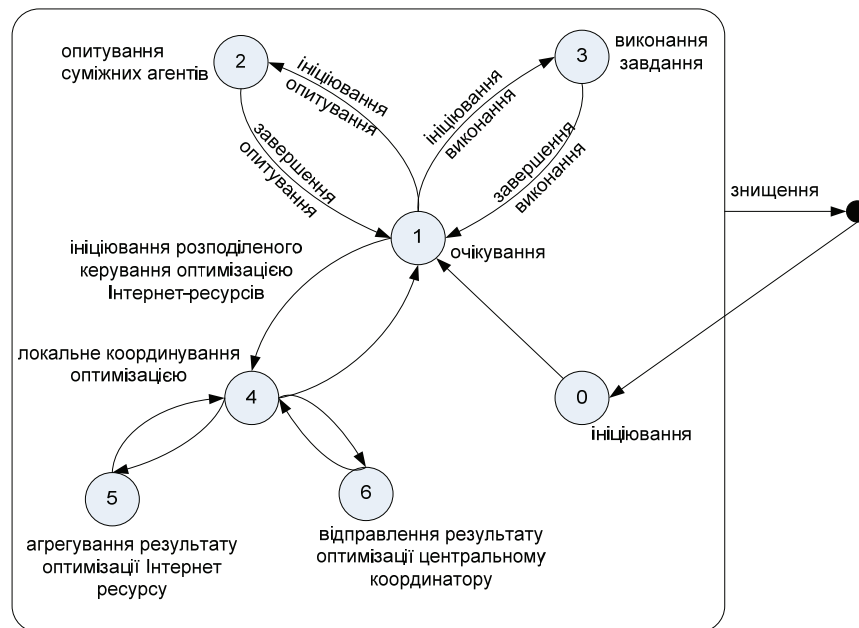 опитування
суміжних агентів
2
ініціювання
опитування
завершення
опитування
3
виконання
завдання
ініціювання
виконання
завершення
виконання
знищення
1
очікування
ініціювання розподіленого
керування оптимізацією
Інтернет-ресурсів
локальне координування
оптимізацією
4
0
ініціювання
5
6
агрегування результату
оптимізації Інтернет
ресурсу
відправлення результату
оптимізації центральному
координатору